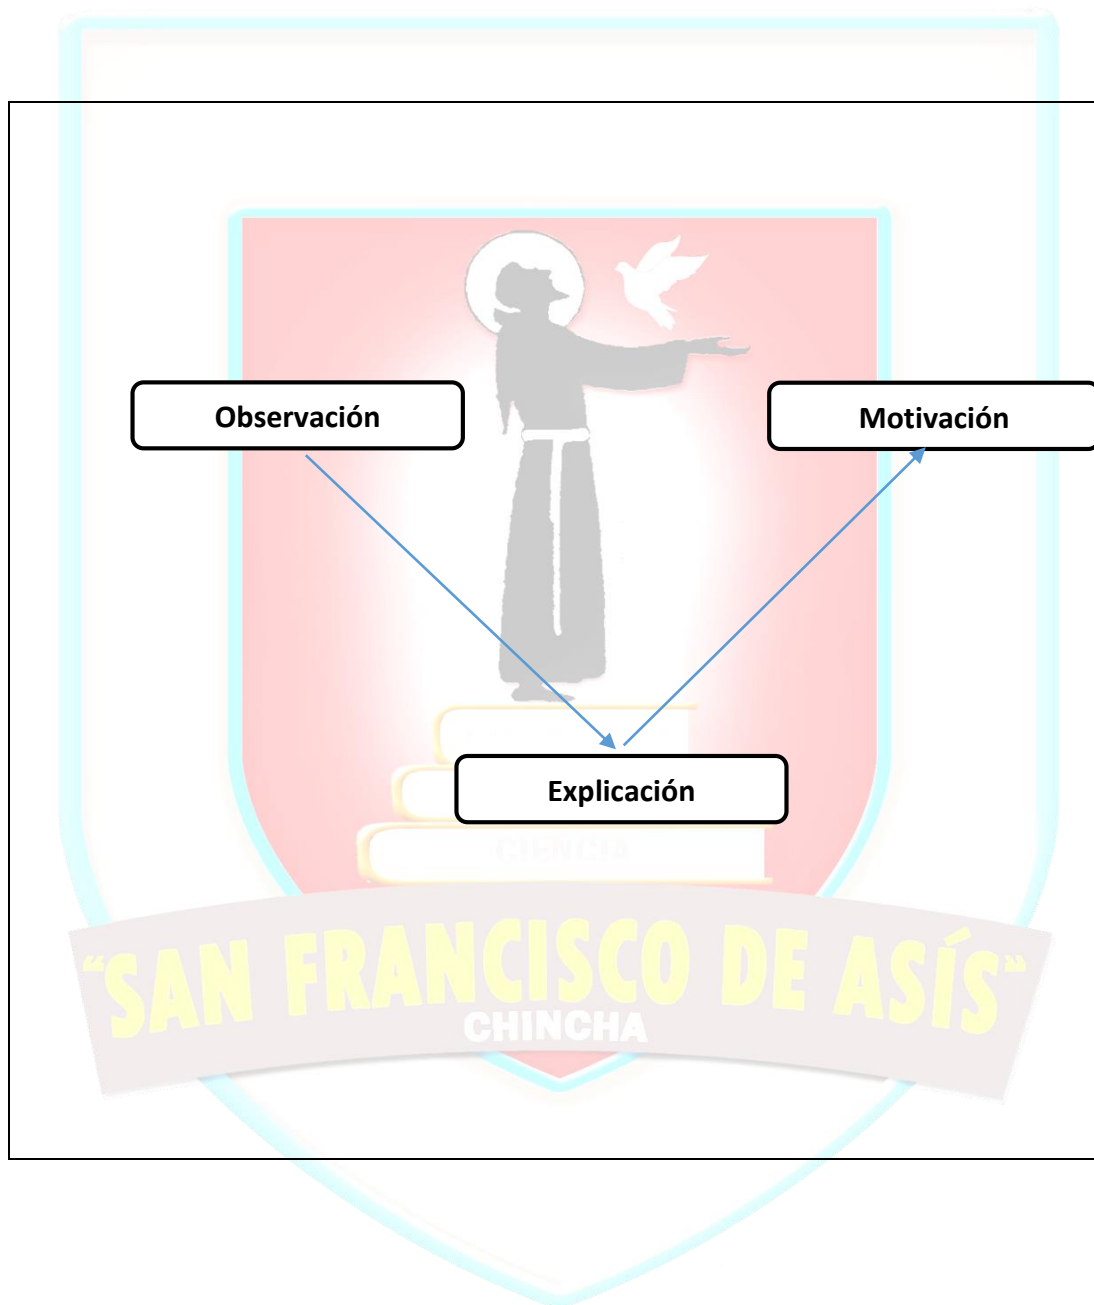 Observación
Motivación
Explicación
CIENCIA
“SAN FRANCISCO DE ASÍS”
CHINCHA